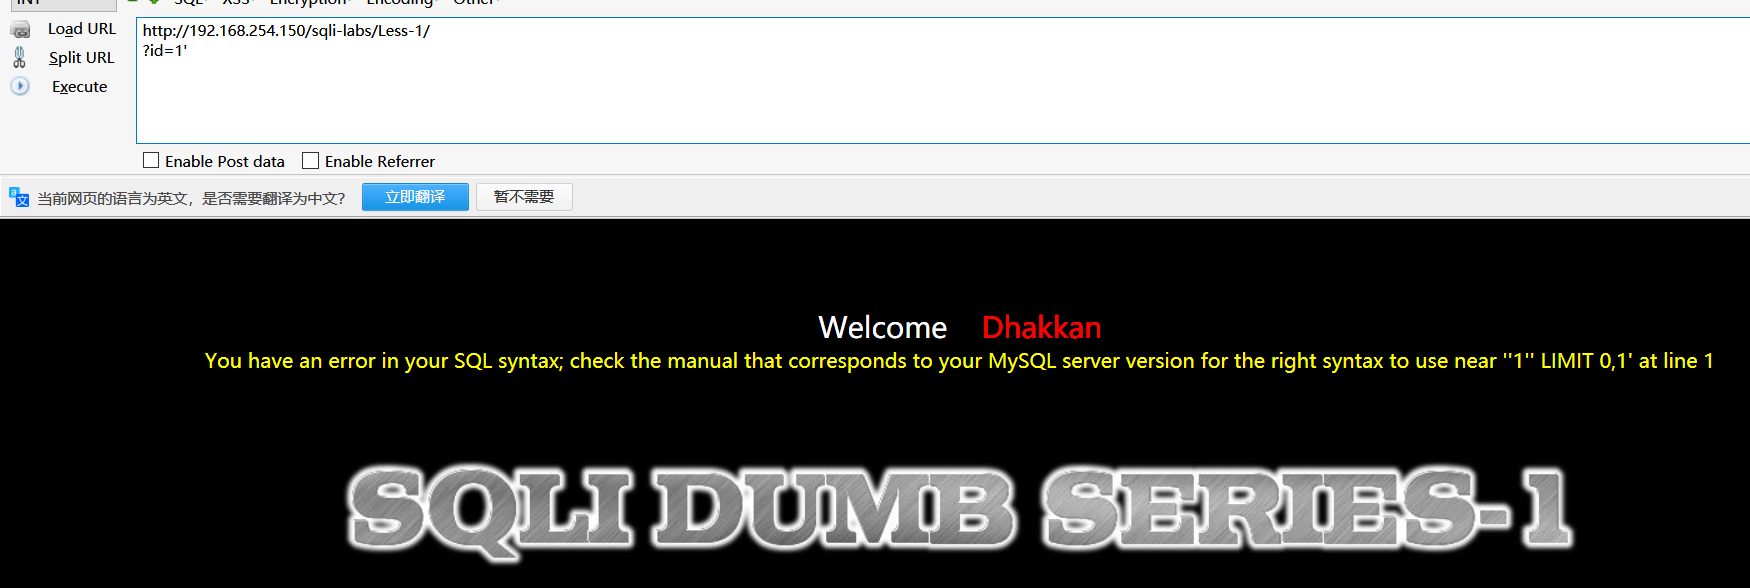 INT SQL XSS Encryption Encoding Other
Load URL
Split URL
Execute
http://192.168.254.150/sqli-labs/Less-1/
?id=1'
Enable Post data Enable Referrer
当前网页的语言为英文，是否需要翻译为中文？ 立即翻译 暂不需要
Welcome Dhakkan
You have an error in your SQL syntax; check the manual that corresponds to your MySQL server version for the right syntax to use near ''1'' LIMIT 0,1' at line 1
SQLI DUMB SERIES-1